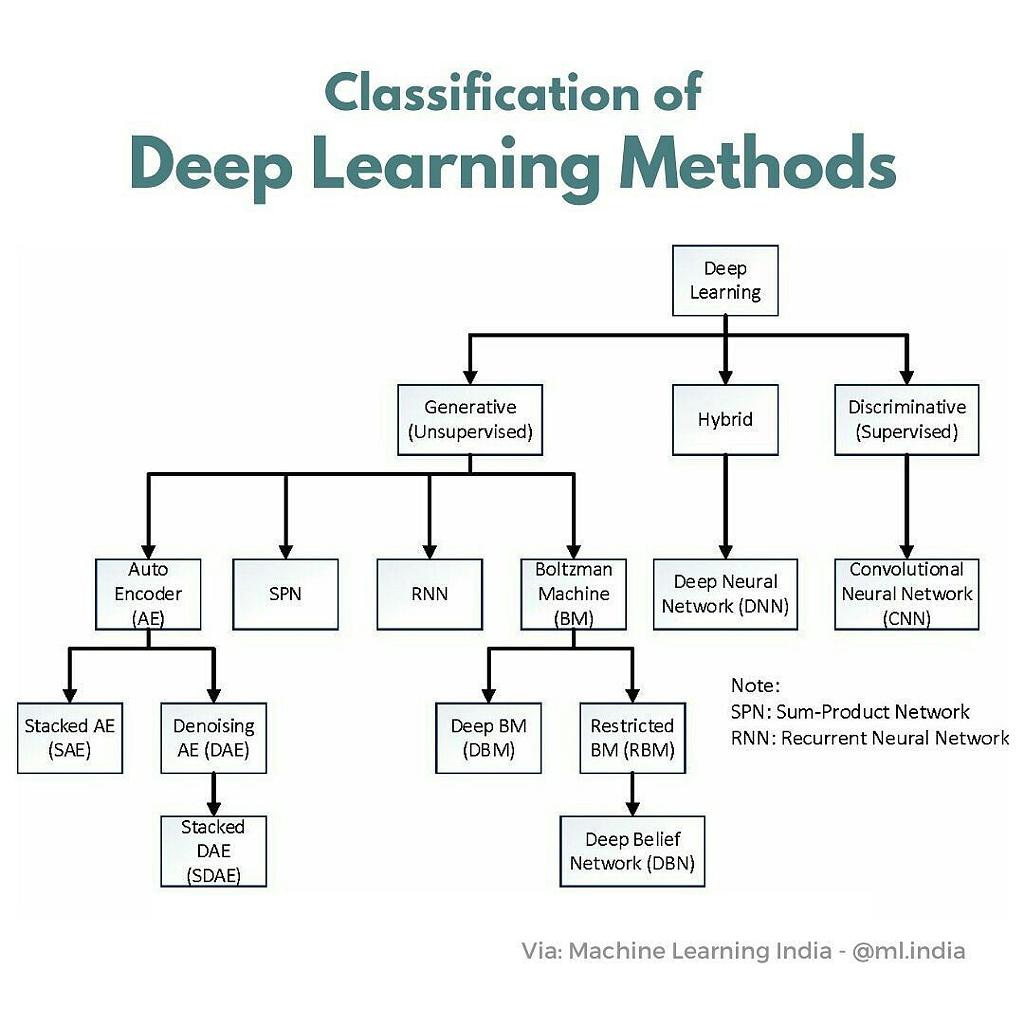 Classification of
Deep Learning Methods
Deep
Learning
Generative
(Unsupervised)
Hybrid
Discriminative
(Supervised)
Auto
Encoder
(AE)
SPN
RNN
Boltzman
Machine
(BM)
Deep Neural
Network (DNN)
Convolutional
Neural Network
(CNN)
Stacked AE
(SAE)
Denoising
AE (DAE)
Deep BM
(DBM)
Restricted
BM (RBM)
Note:
SPN: Sum-Product Network
RNN: Recurrent Neural Network
Stacked
DAE
(SDAE)
Deep Belief
Network (DBN)
Via: Machine Learning India - @ml.india